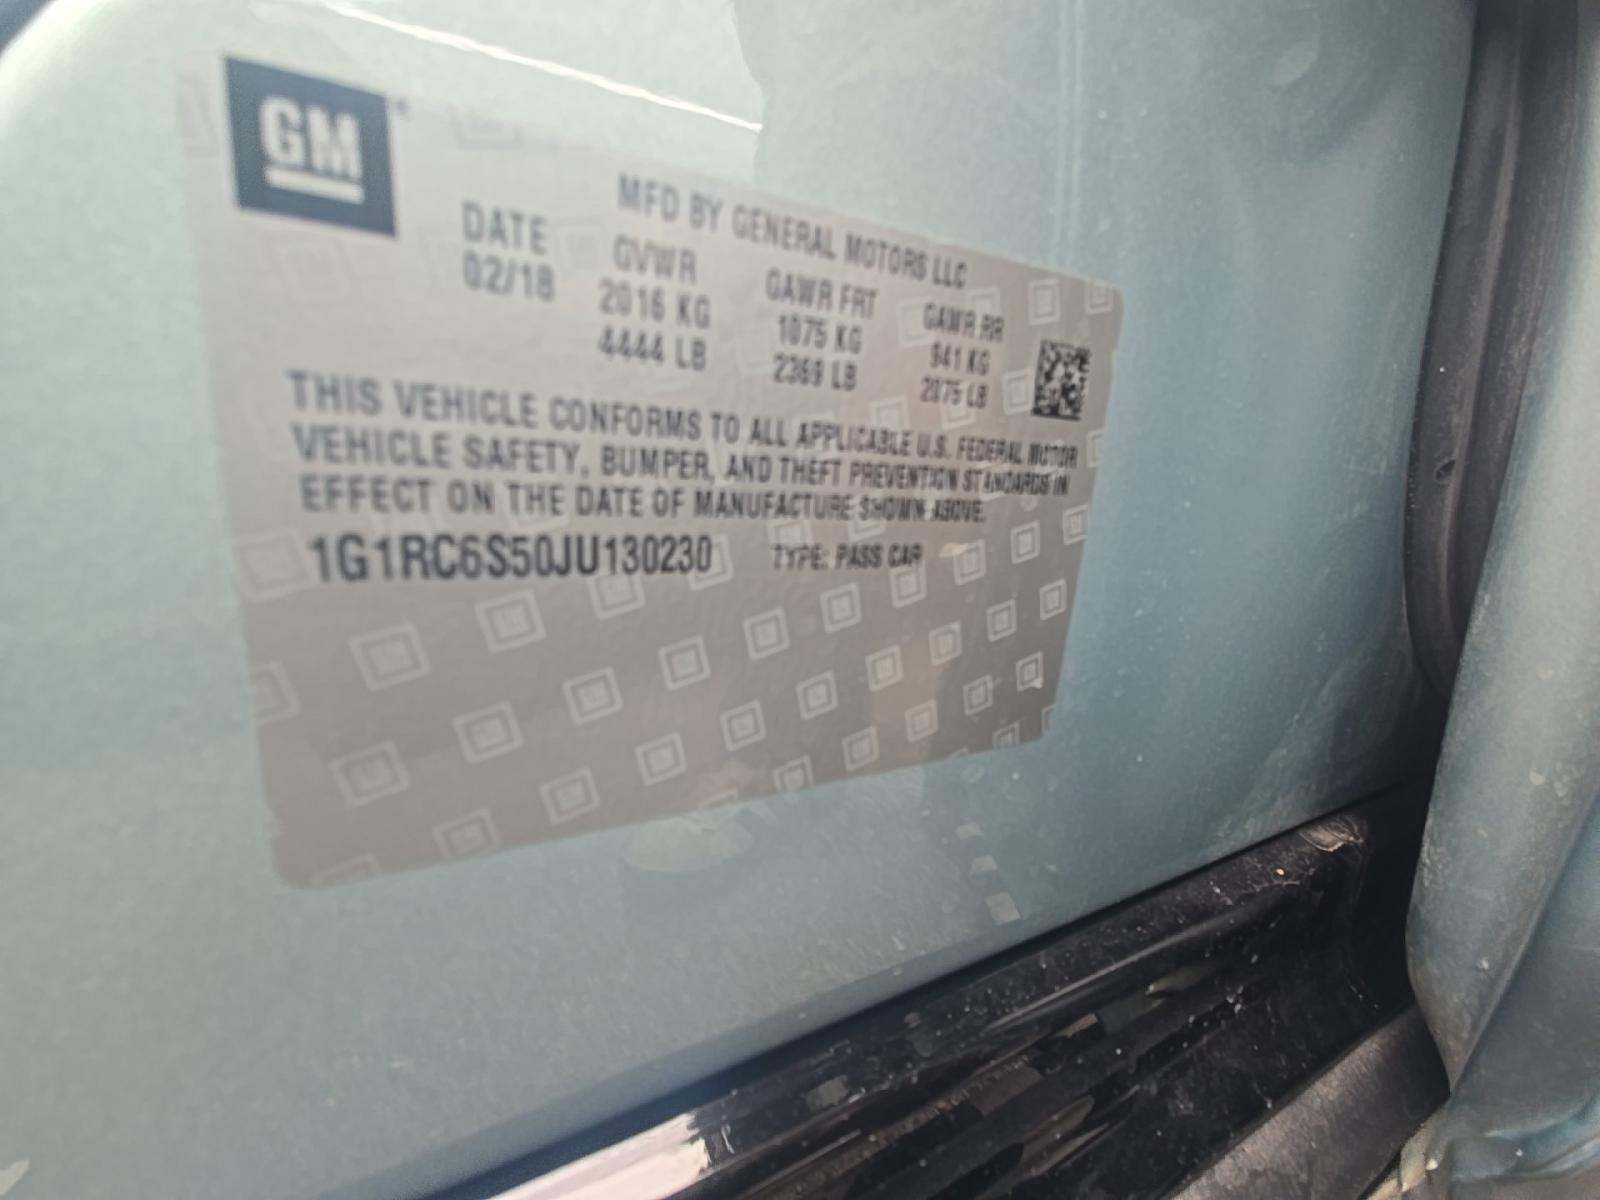 GM
MFD BY GENERAL MOTORS LLC
DATE GVWR GAWR FRT GAWR RR
02/18 2016 KG 1075 KG 941 KG
4444 LB 2369 LB 2075 LB
THIS VEHICLE CONFORMS TO ALL APPLICABLE U.S. FEDERAL MOTOR
VEHICLE SAFETY, BUMPER, AND THEFT PREVENTION STANDARDS IN
EFFECT ON THE DATE OF MANUFACTURE SHOWN ABOVE.
1G1RC6S50JU130230 TYPE: PASS CAR